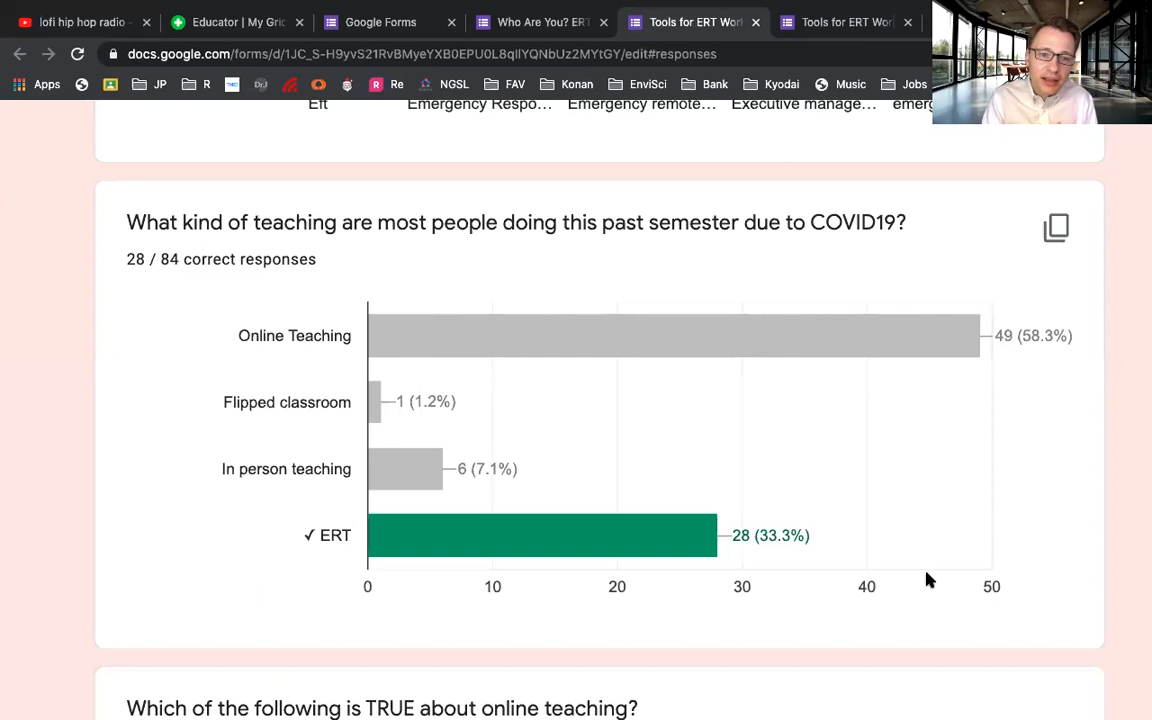 lofi hip hop radio -
Educator | My Gri
Google Forms
Who Are You? ERT
Tools for ERT Wor
Tools for ERT Wor
docs.google.com/forms/d/1JC_S-H9yvS21RvBMyeYXB0EPU0L8qIlYQNbUz2MYtGY/edit#responses
Apps
JP
R
Re
NGSL
FAV
Konan
EnviSci
Bank
Kyodai
Music
Jobs
Eft
Emergency Respo...
Emergency remote...
Executive manage...
emerg
What kind of teaching are most people doing this past semester due to COVID19?
28 / 84 correct responses
Online Teaching
49 (58.3%)
Flipped classroom
1 (1.2%)
In person teaching
6 (7.1%)
✓ ERT
28 (33.3%)
0 10 20 30 40 50
Which of the following is TRUE about online teaching?